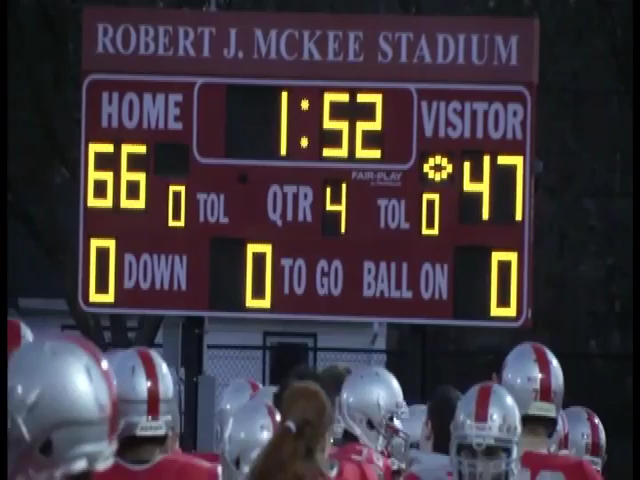 ROBERT J. MCKEE STADIUM
HOME 1:52 VISITOR
FAIR-PLAY
66 0 TOL QTR 4 TOL 0 47
0 DOWN 0 TO GO BALL ON 0